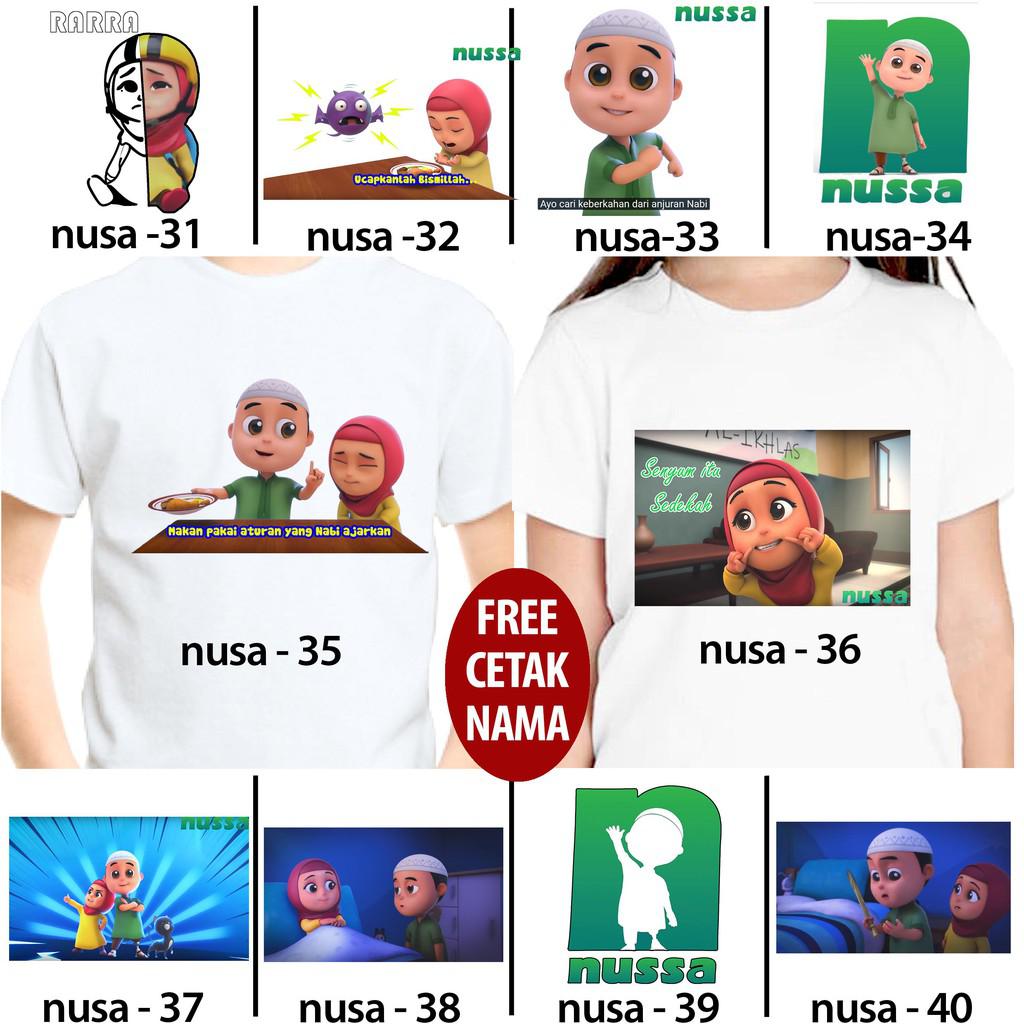 RARRA
nusa -31
nussa
Ucapkanlah Bismillah..
nusa -32
nussa
Ayo cari keberkahan dari anjuran Nabi
nusa-33
nussa
nusa-34
Makan pakai aturan yang Nabi ajarkan
nusa - 35
AL-IKHLAS
Senyum itu
Sedekah
nussa
nusa - 36
FREE
CETAK
NAMA
nussa
nusa - 37
nusa - 38
nussa
nusa - 39
nusa - 40